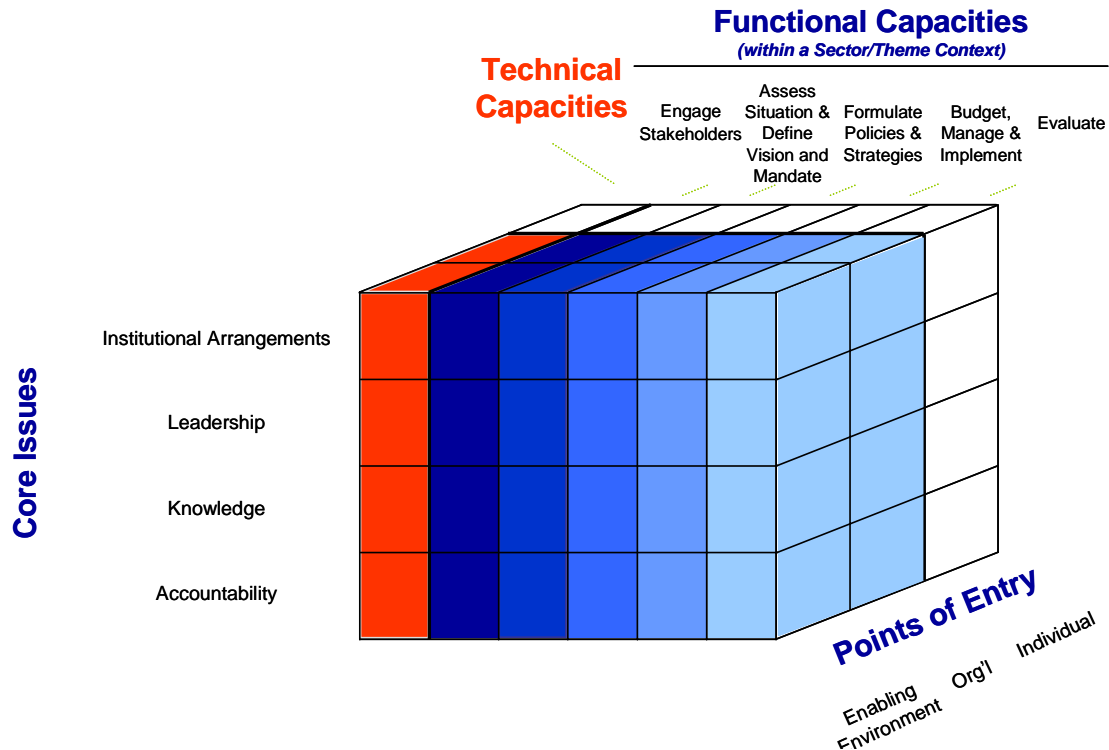 Functional Capacities
(within a Sector/Theme Context)
Technical
Capacities
Engage
Stakeholders
Assess
Situation &
Define
Vision and
Mandate
Formulate
Policies &
Strategies
Budget,
Manage &
Implement
Evaluate
Core Issues
Institutional Arrangements
Leadership
Knowledge
Accountability
Points of Entry
Enabling
Environment
Org'l
Individual